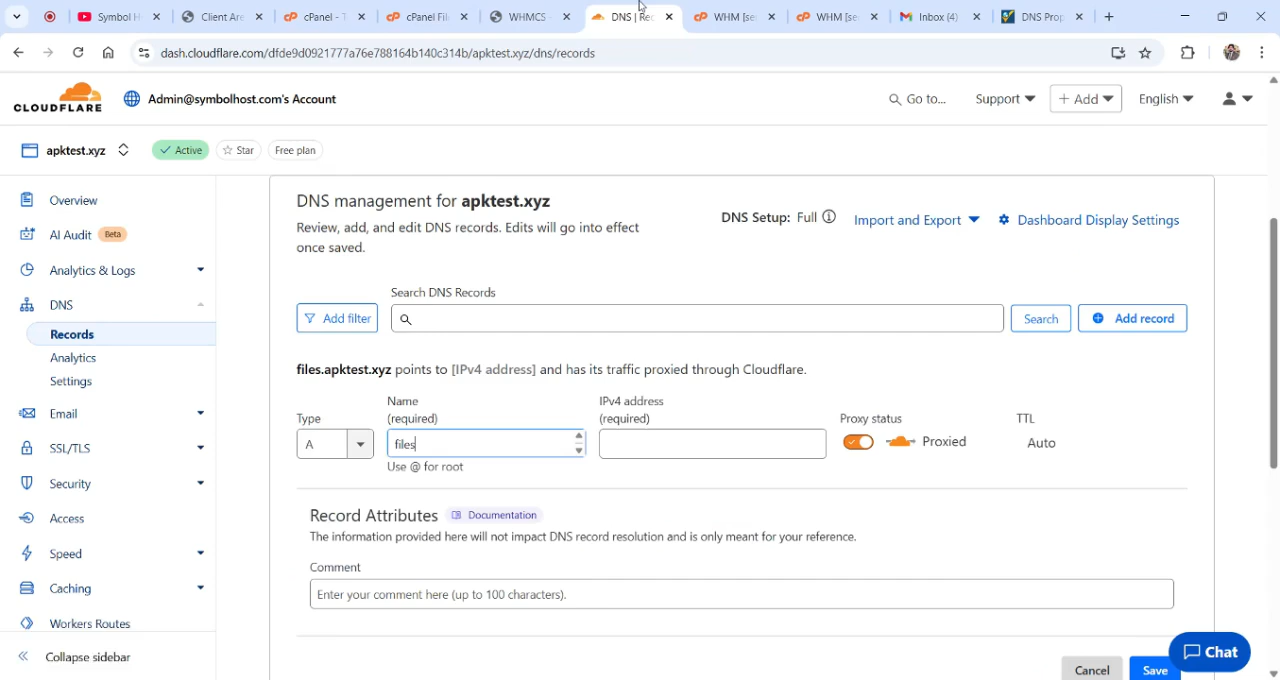 Symbol H
Client Are
cPanel - T
cPanel File
WHMCS -
DNS | Rec
WHM [se
WHM [se
Inbox (4)
DNS Prop
dash.cloudflare.com/dfde9d0921777a76e788164b140c314b/apktest.xyz/dns/records
CLOUDFLARE
Admin@symbolhost.com's Account
Go to...
Support
+ Add
English
apktest.xyz
Active
Star
Free plan
Overview
AI Audit Beta
Analytics & Logs
DNS
Records
Analytics
Settings
Email
SSL/TLS
Security
Access
Speed
Caching
Workers Routes
Collapse sidebar
DNS management for apktest.xyz
Review, add, and edit DNS records. Edits will go into effect
once saved.
DNS Setup: Full
Import and Export
Dashboard Display Settings
Search DNS Records
Add filter
Search
Add record
files.apktest.xyz points to [IPv4 address] and has its traffic proxied through Cloudflare.
Type
Name
(required)
IPv4 address
(required)
Proxy status
TTL
A
files
Proxied
Auto
Use @ for root
Record Attributes
Documentation
The information provided here will not impact DNS record resolution and is only meant for your reference.
Comment
Enter your comment here (up to 100 characters).
Cancel
Save
Chat